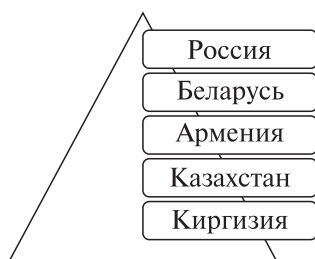 Россия
Беларусь
Армения
Казахстан
Киргизия